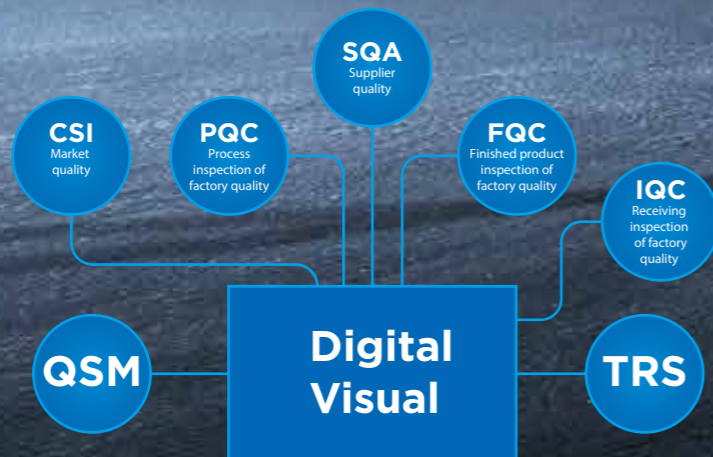 SQA
Supplier
quality
CSI
Market
quality
PQC
Process
inspection of
factory quality
FQC
Finished product
inspection of
factory quality
IQC
Receiving
inspection
of factory
quality
QSM
Digital
Visual
TRS